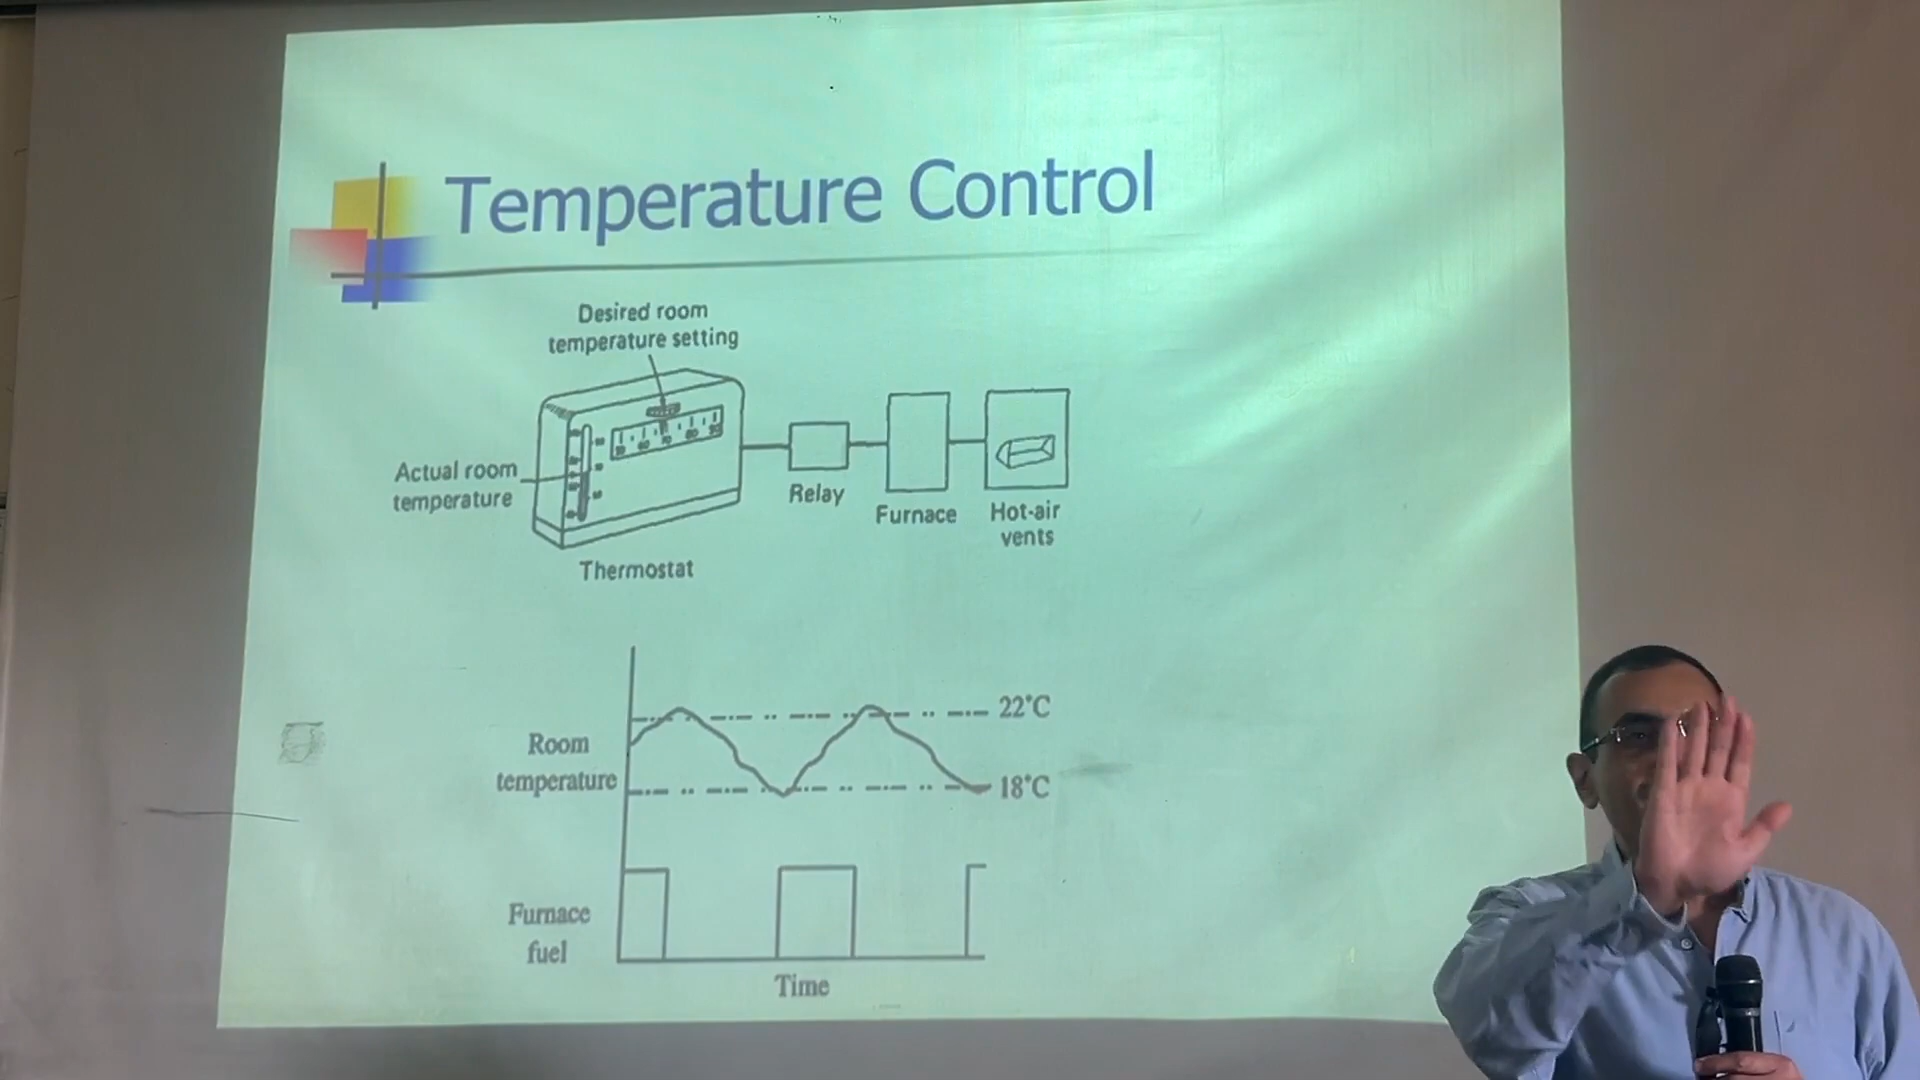 Temperature Control
Desired room
temperature setting
Actual room
temperature
Thermostat
Relay
Furnace
Hot-air
vents
Room
temperature
22°C
18°C
Furnace
fuel
Time